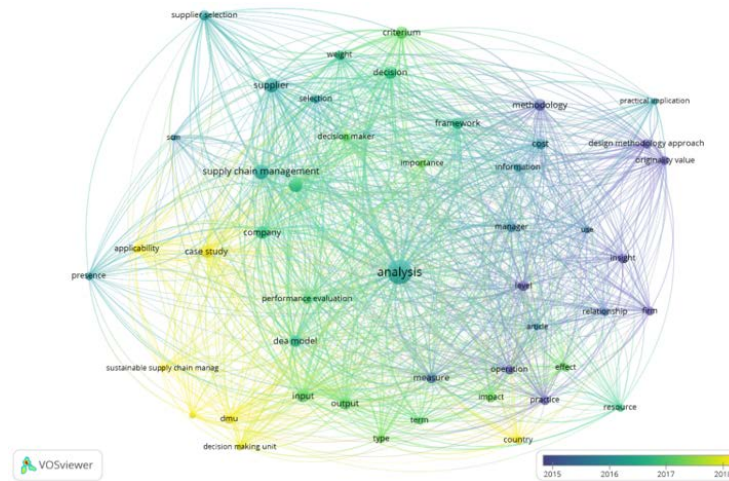 supplier selection
criterium
weight
decision
supplier
selection
methodology
practical application
framework
scm
decision maker
cost
design methodology approach
importance
information
originality value
supply chain management
company
manager
use
applicability
case study
insight
presence
analysis
level
performance evaluation
relationship
firm
article
dea model
sustainable supply chain manag
effect
measure
operation
input
output
impact
practice
resource
dmu
term
type
country
decision making unit
VOSviewer
2015 2016 2017 2018